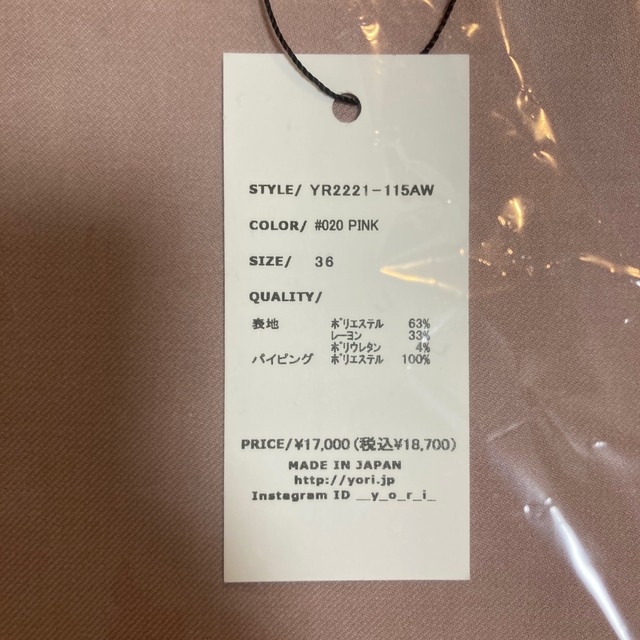 STYLE/ YR2221-115AW
COLOR/ #020 PINK
SIZE/ 36
QUALITY/
表地 ﾎﾟﾘｴｽﾃﾙ 63%
ﾚｰﾖﾝ 33%
ﾎﾟﾘｳﾚﾀﾝ 4%
パイピング ﾎﾟﾘｴｽﾃﾙ 100%
PRICE/¥17,000(税込¥18,700)
MADE IN JAPAN
http://yori.jp
Instagram ID __y_o_r_i_